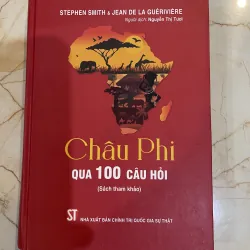 STEPHEN SMITH & JEAN DE LA GUÉRIVIÈRE
Người dịch: Nguyễn Thị Tươi
Châu Phi
QUA 100 CÂU HỎI
(Sách tham khảo)
ST NHÀ XUẤT BẢN CHÍNH TRỊ QUỐC GIA SỰ THẬT